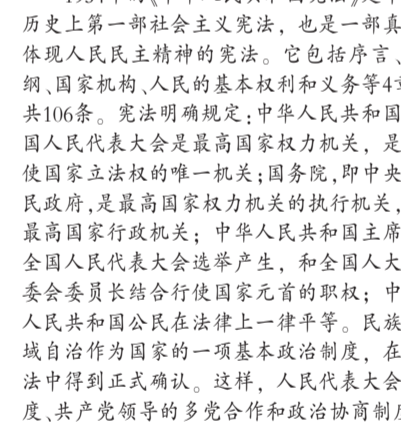 历史上第一部社会主义宪法，也是一部真
体现人民民主精神的宪法。它包括序言、
纲、国家机构、人民的基本权利和义务等4章
共106条。宪法明确规定：中华人民共和国
国人民代表大会是最高国家权力机关，是
使国家立法权的唯一机关；国务院，即中央
民政府，是最高国家权力机关的执行机关，
最高国家行政机关；中华人民共和国主席
全国人民代表大会选举产生，和全国人大
委会委员长结合行使国家元首的职权；中
人民共和国公民在法律上一律平等。民族
域自治作为国家的一项基本政治制度，在
法中得到正式确认。这样，人民代表大会
度、共产党领导的多党合作和政治协商制度